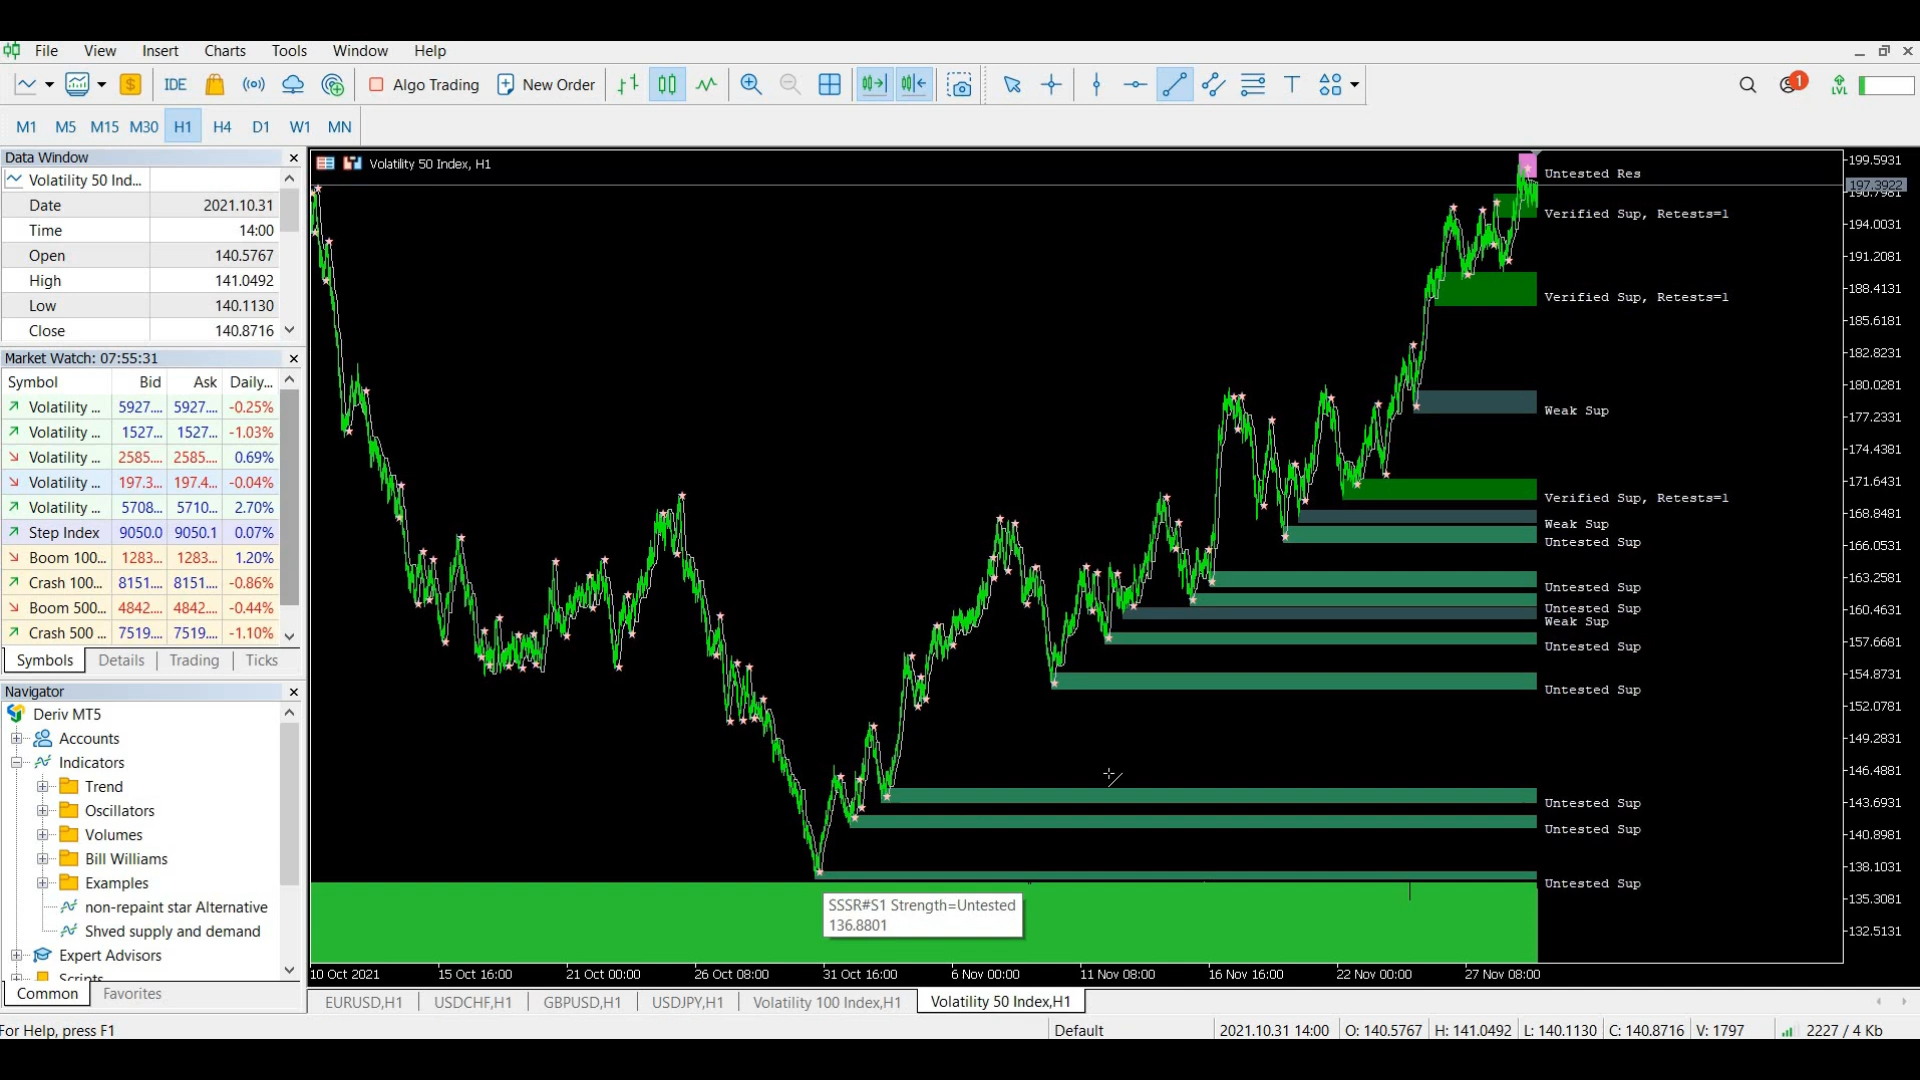 File View Insert Charts Tools Window Help
IDE Algo Trading New Order 1 LVL
M1 M5 M15 M30 H1 H4 D1 W1 MN
Data Window
Volatility 50 Ind...
Date 2021.10.31
Time 14:00
Open 140.5767
High 141.0492
Low 140.1130
Close 140.8716
Market Watch: 07:55:31
Symbol Bid Ask Daily...
Volatility ... 5927.... 5927.... -0.25%
Volatility ... 1527... 1527... -1.03%
Volatility ... 2585.... 2585.... 0.69%
Volatility ... 197.3... 197.4... -0.04%
Volatility ... 5708... 5710... 2.70%
Step Index 9050.0 9050.1 0.07%
Boom 100... 1283... 1283... 1.20%
Crash 100... 8151.... 8151.... -0.86%
Boom 500... 4842.... 4842.... -0.44%
Crash 500 ... 7519.... 7519.... -1.10%
Symbols Details Trading Ticks
Navigator
Deriv MT5
Accounts
Indicators
Trend
Oscillators
Volumes
Bill Williams
Examples
non-repaint star Alternative
Shved supply and demand
Expert Advisors
Scripts
Common Favorites
Volatility 50 Index, H1
Untested Res
Verified Sup, Retests=1
Verified Sup, Retests=1
Weak Sup
Verified Sup, Retests=1
Weak Sup
Untested Sup
Untested Sup
Untested Sup
Weak Sup
Untested Sup
Untested Sup
Untested Sup
Untested Sup
Untested Sup
SSSR#S1 Strength=Untested
136.8801
199.5931
197.3922
196.7981
194.0031
191.2081
188.4131
185.6181
182.8231
180.0281
177.2331
174.4381
171.6431
168.8481
166.0531
163.2581
160.4631
157.6681
154.8731
152.0781
149.2831
146.4881
143.6931
140.8981
138.1031
135.3081
132.5131
10 Oct 2021 15 Oct 16:00 21 Oct 00:00 26 Oct 08:00 31 Oct 16:00 6 Nov 00:00 11 Nov 08:00 16 Nov 16:00 22 Nov 00:00 27 Nov 08:00
EURUSD,H1 USDCHF,H1 GBPUSD,H1 USDJPY,H1 Volatility 100 Index,H1 Volatility 50 Index,H1
For Help, press F1 Default 2021.10.31 14:00 O: 140.5767 H: 141.0492 L: 140.1130 C: 140.8716 V: 1797 2227 / 4 Kb